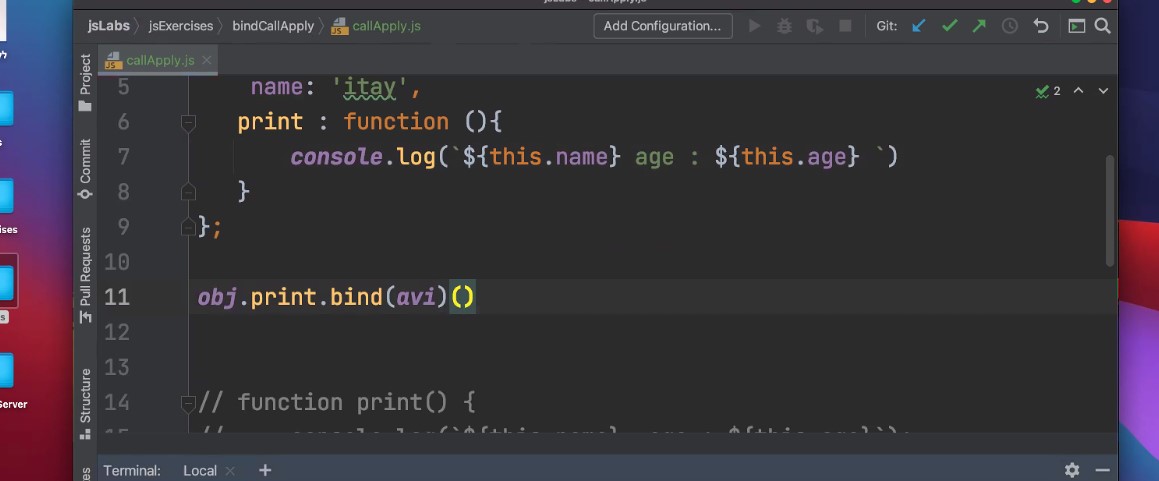 jsLabs jsExercises bindCallApply callApply.js Add Configuration... Git:
callApply.js
Project
Commit
Pull Requests
Structure
5 name: 'itay',
6 print : function (){
7 console.log(`${this.name} age : ${this.age} `)
8 }
9 };
10
11 obj.print.bind(avi)()
12
13
14 // function print() {
2
Terminal: Local +
ises
s
Server